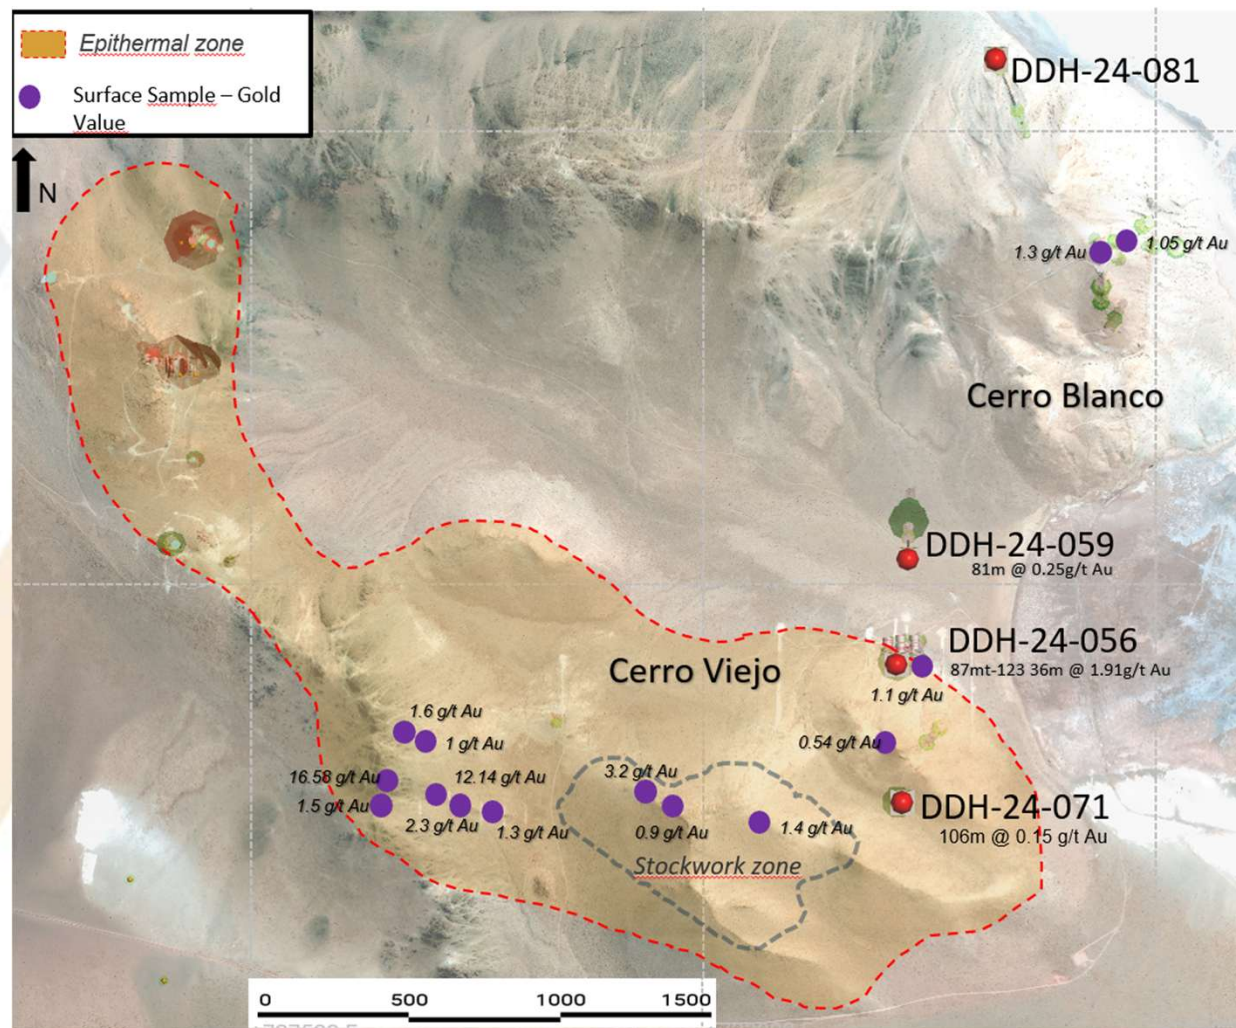 Epithermal zone
Surface Sample – Gold
Value
N
DDH-24-081
1.3 g/t Au
1.05 g/t Au
Cerro Blanco
DDH-24-059
81m @ 0.25g/t Au
DDH-24-056
87mt-123 36m @ 1.91g/t Au
1.1 g/t Au
Cerro Viejo
1.6 g/t Au
1 g/t Au
0.54 g/t Au
16.58 g/t Au
12.14 g/t Au
3.2 g/t Au
1.5 g/t Au
2.3 g/t Au
1.3 g/t Au
0.9 g/t Au
1.4 g/t Au
DDH-24-071
106m @ 0.15 g/t Au
Stockwork zone
0 500 1000 1500